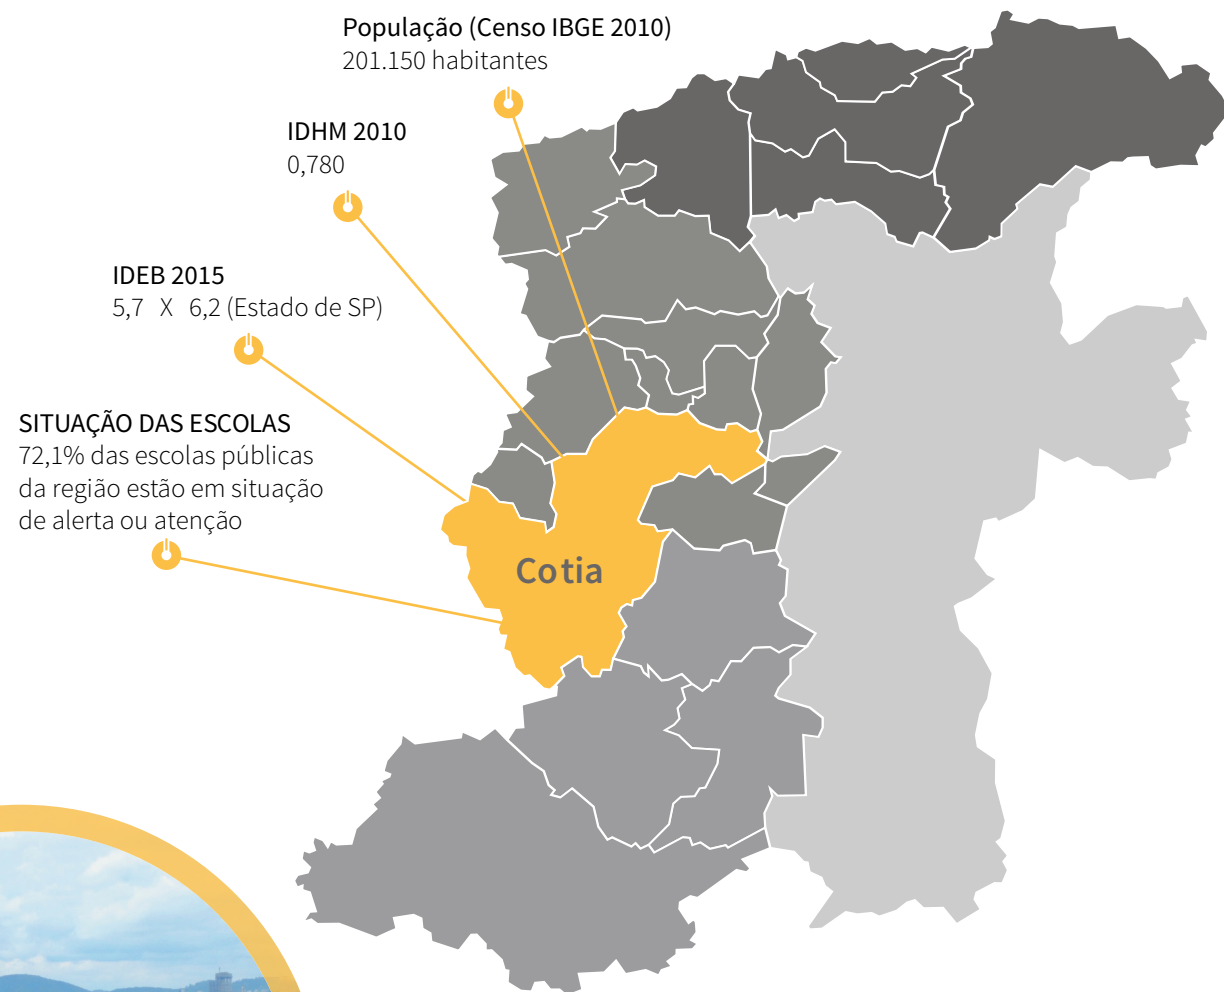 População (Censo IBGE 2010)
201.150 habitantes
IDHM 2010
0,780
IDEB 2015
5,7 X 6,2 (Estado de SP)
SITUAÇÃO DAS ESCOLAS
72,1% das escolas públicas
da região estão em situação
de alerta ou atenção
Cotia